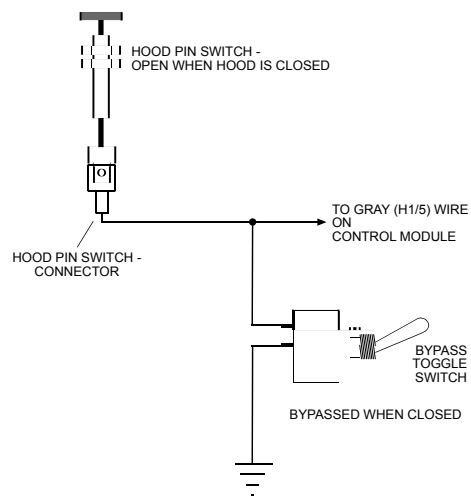 HOOD PIN SWITCH -
OPEN WHEN HOOD IS CLOSED
TO GRAY (H1/5) WIRE
ON
CONTROL MODULE
HOOD PIN SWITCH -
CONNECTOR
BYPASS
TOGGLE
SWITCH
BYPASSED WHEN CLOSED